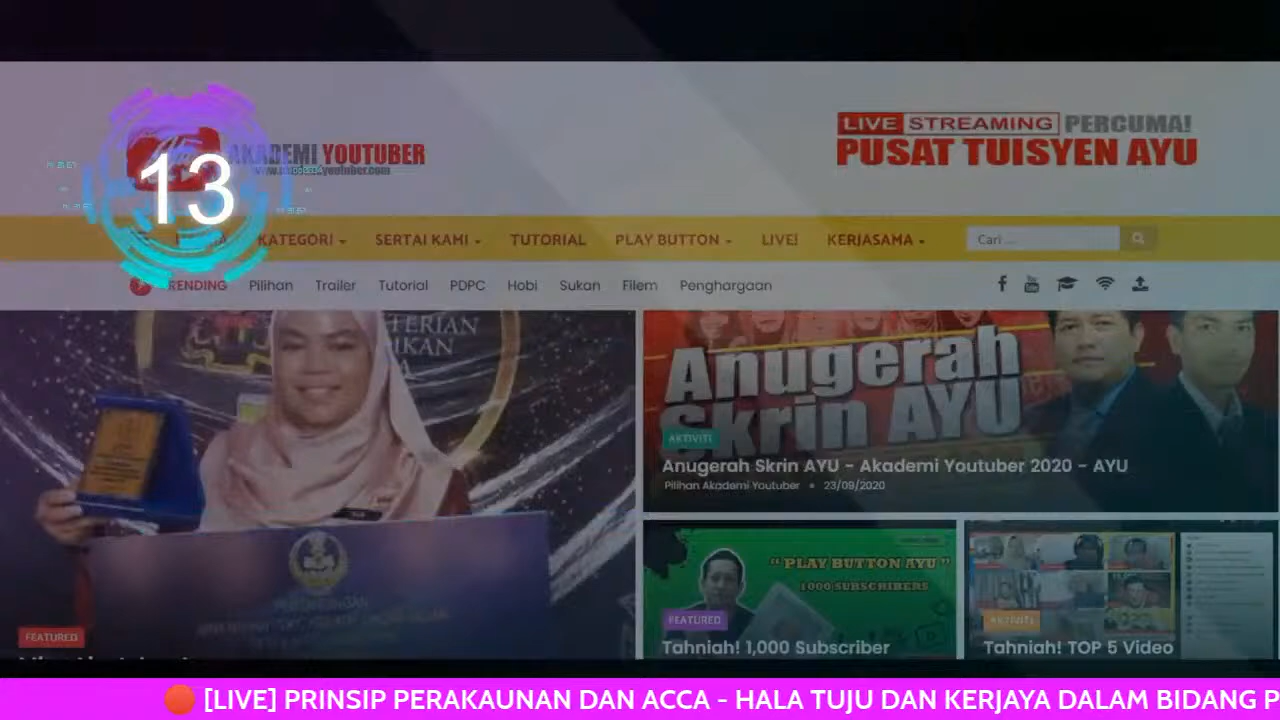 LIVE STREAMING PERCUMA!
PUSAT TUISYEN AYU
AKADEMI YOUTUBER
13
KATEGORI SERTAI KAMI TUTORIAL PLAY BUTTON LIVE! KERJASAMA Cari ...
TRENDING Pilihan Trailer Tutorial PDPC Hobi Sukan Filem Penghargaan
Anugerah
Skrin AYU
AKTIVITI
Anugerah Skrin AYU - Akademi Youtuber 2020 - AYU
Pilihan Akademi Youtuber • 23/09/2020
"PLAY BUTTON AYU"
1000 SUBSCRIBERS
FEATURED
Tahniah! 1,000 Subscriber
AKTIVITI
Tahniah! TOP 5 Video
FEATURED
🔴 [LIVE] PRINSIP PERAKAUNAN DAN ACCA - HALA TUJU DAN KERJAYA DALAM BIDANG P